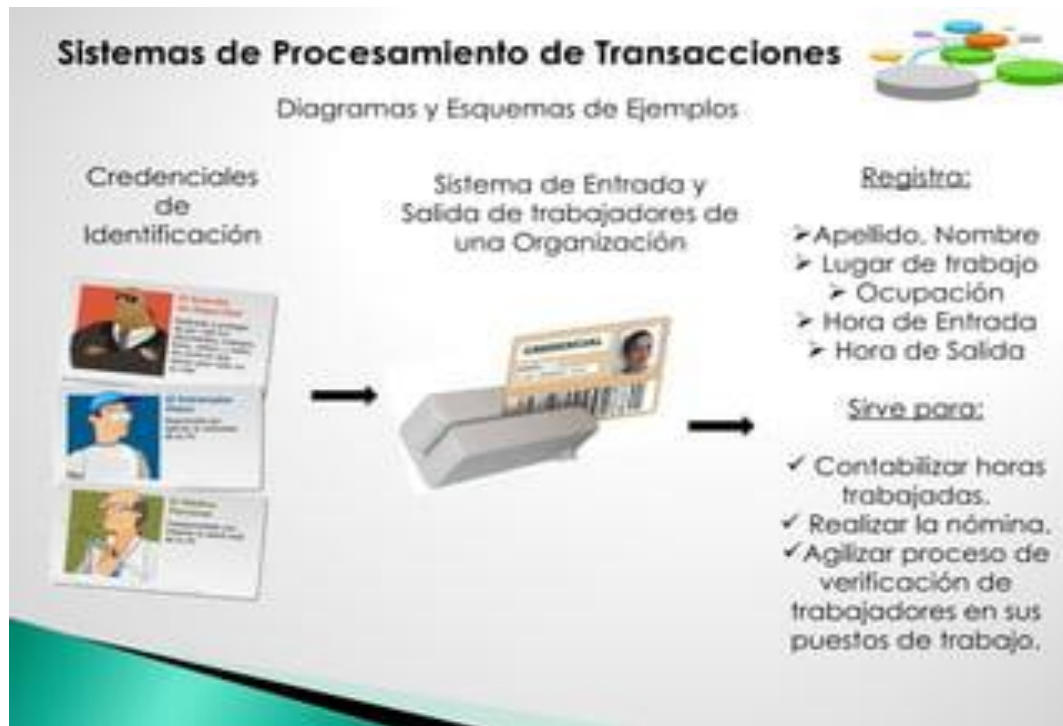 Sistemas de Procesamiento de Transacciones
Diagramas y Esquemas de Ejemplos
Credenciales
de
Identificación
Sistema de Entrada y
Salida de trabajadores de
una Organización
CREDENCIAL
Registra:
➢Apellido, Nombre
➢ Lugar de trabajo
➢ Ocupación
➢ Hora de Entrada
➢ Hora de Salida
Sirve para:
✓ Contabilizar horas
trabajadas.
✓ Realizar la nómina.
✓Agilizar proceso de
verificación de
trabajadores en sus
puestos de trabajo.